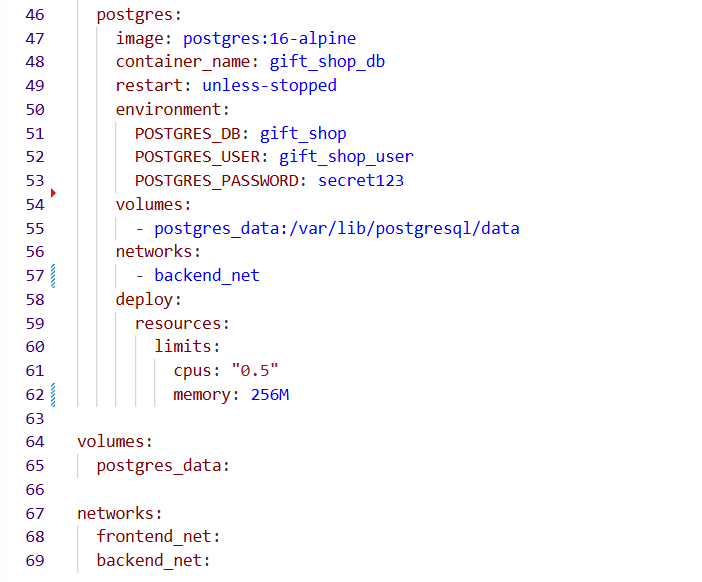 46 postgres:
47 image: postgres:16-alpine
48 container_name: gift_shop_db
49 restart: unless-stopped
50 environment:
51 POSTGRES_DB: gift_shop
52 POSTGRES_USER: gift_shop_user
53 POSTGRES_PASSWORD: secret123
54 volumes:
55 - postgres_data:/var/lib/postgresql/data
56 networks:
57 - backend_net
58 deploy:
59 resources:
60 limits:
61 cpus: "0.5"
62 memory: 256M
63
64 volumes:
65 postgres_data:
66
67 networks:
68 frontend_net:
69 backend_net: